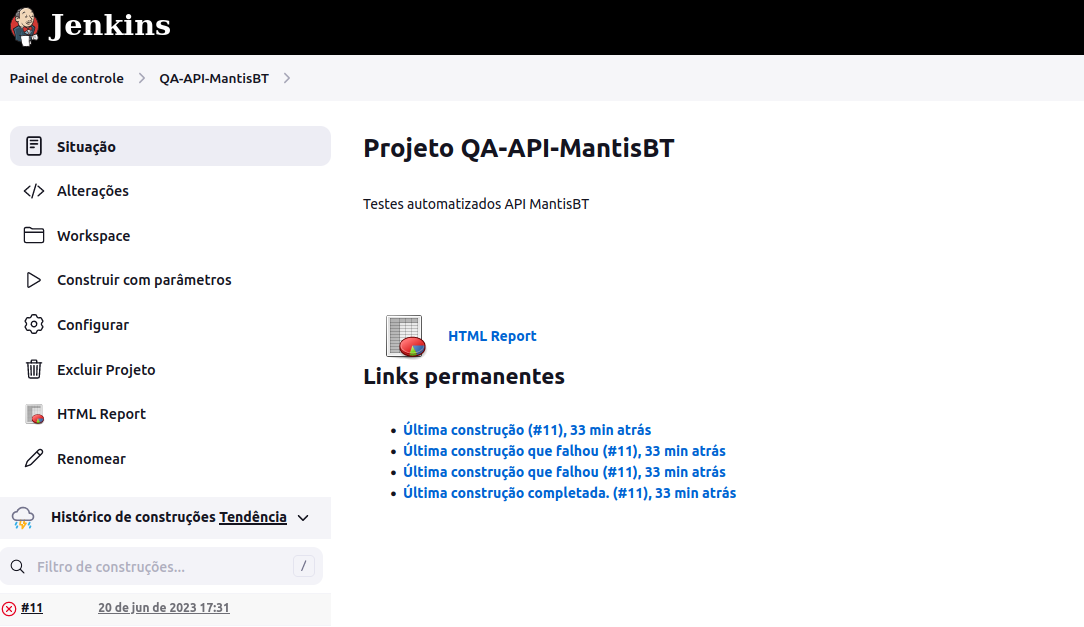 Jenkins
Painel de controle > QA-API-MantisBT >
Situação
Alterações
Workspace
Construir com parâmetros
Configurar
Excluir Projeto
HTML Report
Renomear
Histórico de construções Tendência
Filtro de construções... /
#11 20 de jun de 2023 17:31
Projeto QA-API-MantisBT
Testes automatizados API MantisBT
HTML Report
Links permanentes
• Última construção (#11), 33 min atrás
• Última construção que falhou (#11), 33 min atrás
• Última construção que falhou (#11), 33 min atrás
• Última construção completada. (#11), 33 min atrás